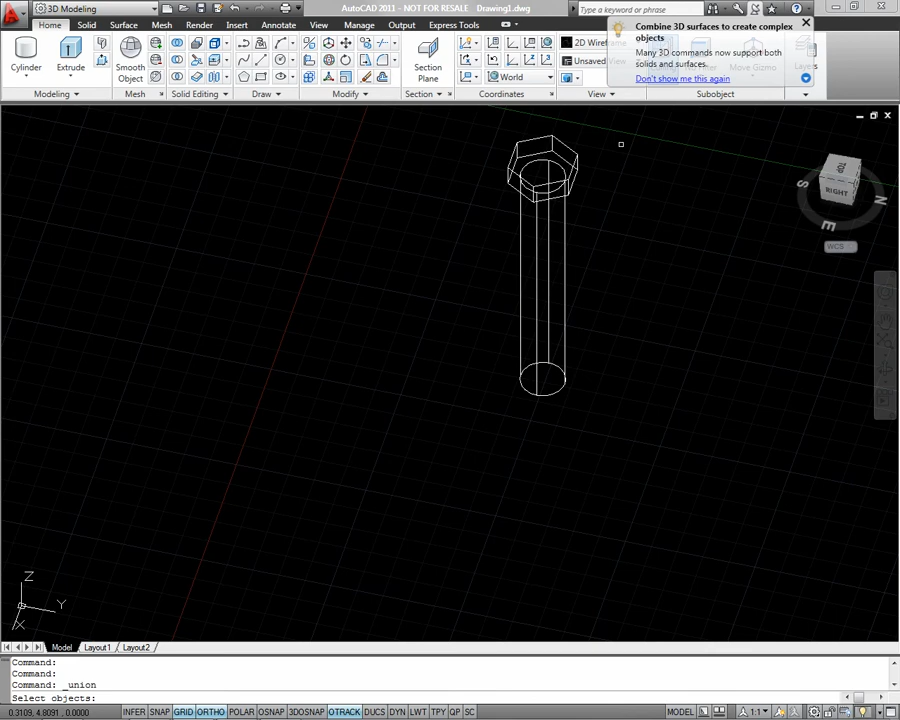 3D Modeling
AutoCAD 2011 - NOT FOR RESALE Drawing1.dwg
Type a keyword or phrase
Home Solid Surface Mesh Render Insert Annotate View Manage Output Express Tools
Combine 3D surfaces to create complex
objects
Many 3D commands now support both
solids and surfaces.
Don't show me this again
Cylinder
Extrude
Smooth
Object
Section
Plane
2D Wireframe
Unsaved View
World
Move Gizmo
Layers
Modeling Mesh Solid Editing Draw Modify Section Coordinates View Subobject
TOP
RIGHT
S
N
E
WCS
Z
Y
X
Model Layout1 Layout2
Command:
Command:
Command: _union
Select objects:
0.3109, 4.8091, 0.0000 INFER SNAP GRID ORTHO POLAR OSNAP 3DOSNAP OTRACK DUCS DYN LWT TPY QP SC MODEL 1:1